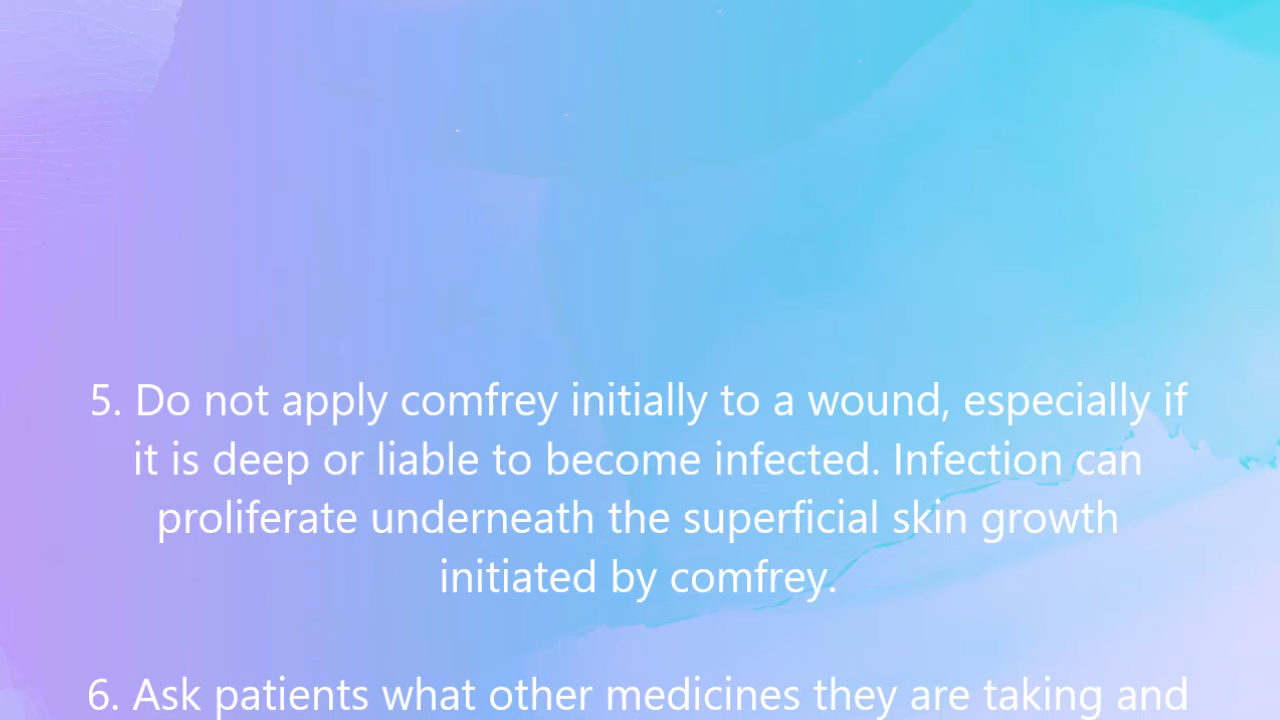 5. Do not apply comfrey initially to a wound, especially if
it is deep or liable to become infected. Infection can
proliferate underneath the superficial skin growth
initiated by comfrey.
6. Ask patients what other medicines they are taking and